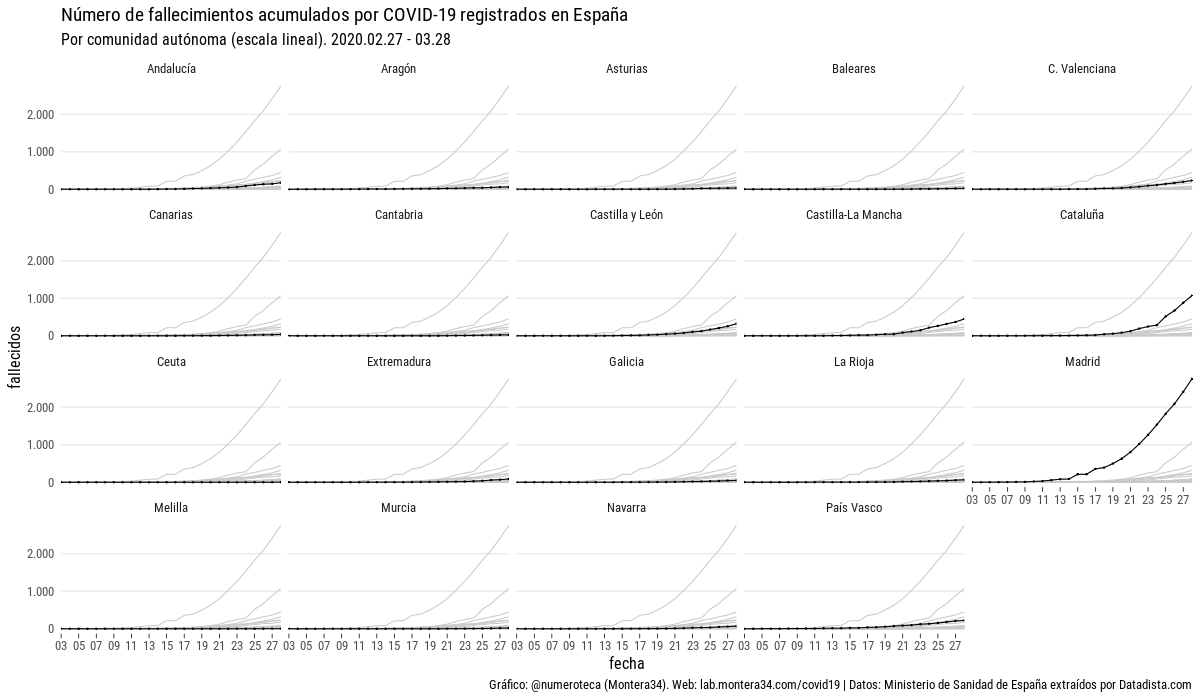 Número de fallecimientos acumulados por COVID-19 registrados en España
Por comunidad autónoma (escala lineal). 2020.02.27 - 03.28
Andalucía Aragón Asturias Baleares C. Valenciana
2.000
1.000
0
Canarias Cantabria Castilla y León Castilla-La Mancha Cataluña
2.000
1.000
0
fallecidos
Ceuta Extremadura Galicia La Rioja Madrid
2.000
1.000
0
03 05 07 09 11 13 15 17 19 21 23 25 27
Melilla Murcia Navarra País Vasco
2.000
1.000
0
03 05 07 09 11 13 15 17 19 21 23 25 27 03 05 07 09 11 13 15 17 19 21 23 25 27 03 05 07 09 11 13 15 17 19 21 23 25 27 03 05 07 09 11 13 15 17 19 21 23 25 27
fecha
Gráfico: @numeroteca (Montera34). Web: lab.montera34.com/covid19 | Datos: Ministerio de Sanidad de España extraídos por Datadista.com